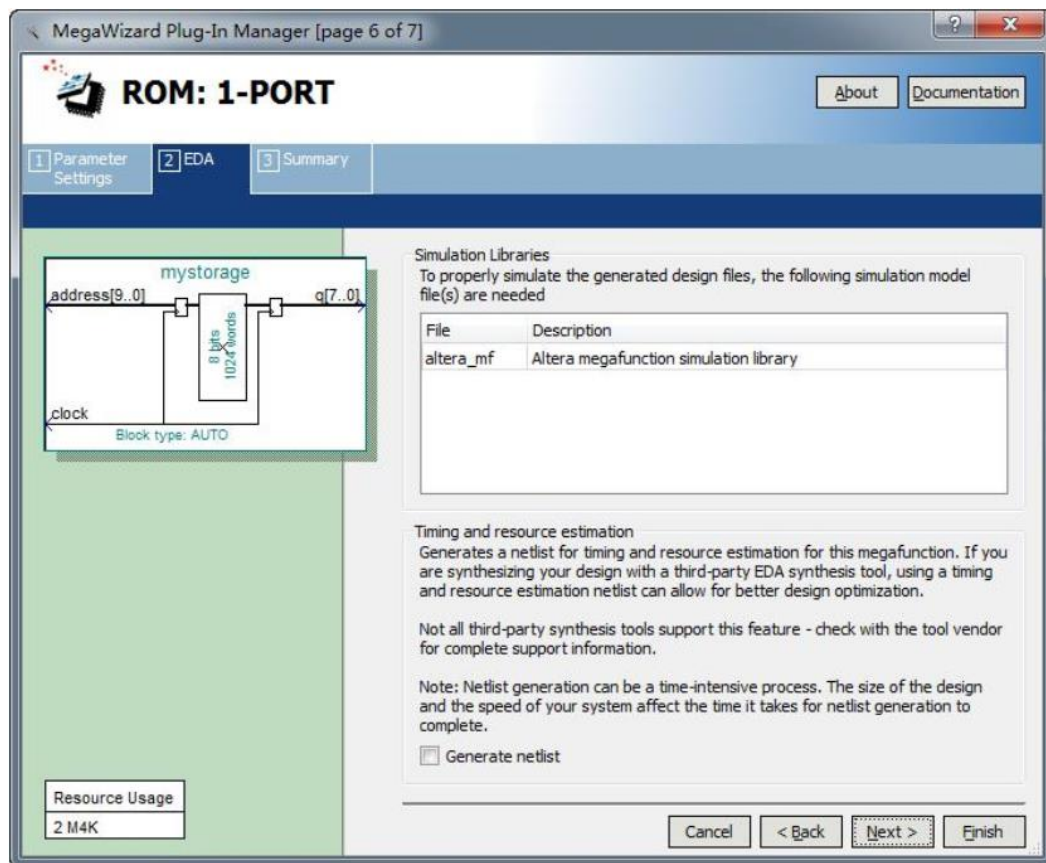 MegaWizard Plug-In Manager [page 6 of 7]
ROM: 1-PORT
About
Documentation
1 Parameter Settings
2 EDA
3 Summary
mystorage
address[9..0]
q[7..0]
8 bits
1024 words
clock
Block type: AUTO
Resource Usage
2 M4K
Simulation Libraries
To properly simulate the generated design files, the following simulation model
file(s) are needed
File Description
altera_mf Altera megafunction simulation library
Timing and resource estimation
Generates a netlist for timing and resource estimation for this megafunction. If you
are synthesizing your design with a third-party EDA synthesis tool, using a timing
and resource estimation netlist can allow for better design optimization.
Not all third-party synthesis tools support this feature - check with the tool vendor
for complete support information.
Note: Netlist generation can be a time-intensive process. The size of the design
and the speed of your system affect the time it takes for netlist generation to
complete.
Generate netlist
Cancel
< Back
Next >
Finish